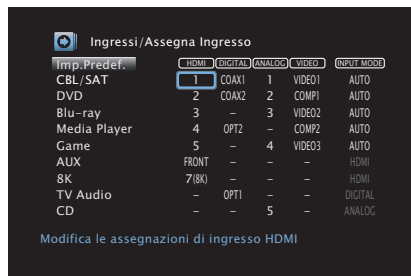 Ingressi/Assegna Ingresso
Imp.Predef. HDMI DIGITAL ANALOG VIDEO INPUT MODE
CBL/SAT 1 COAX1 1 VIDEO1 AUTO
DVD 2 COAX2 2 COMP1 AUTO
Blu-ray 3 – 3 VIDEO2 AUTO
Media Player 4 OPT2 – COMP2 AUTO
Game 5 – 4 VIDEO3 AUTO
AUX FRONT – – – HDMI
8K 7(8K) – – – HDMI
TV Audio – OPT1 – – DIGITAL
CD – – 5 – ANALOG
Modifica le assegnazioni di ingresso HDMI